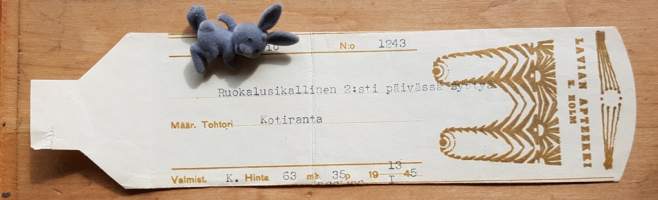 N:o 1243
Ruokalusikallinen 2:sti päivässä
Määr. Tohtori Kotiranta
Valmist. K. Hinta 63 mk 35 p 19 13/I 45
LAVIAN APTEEKKI
E. HOLM